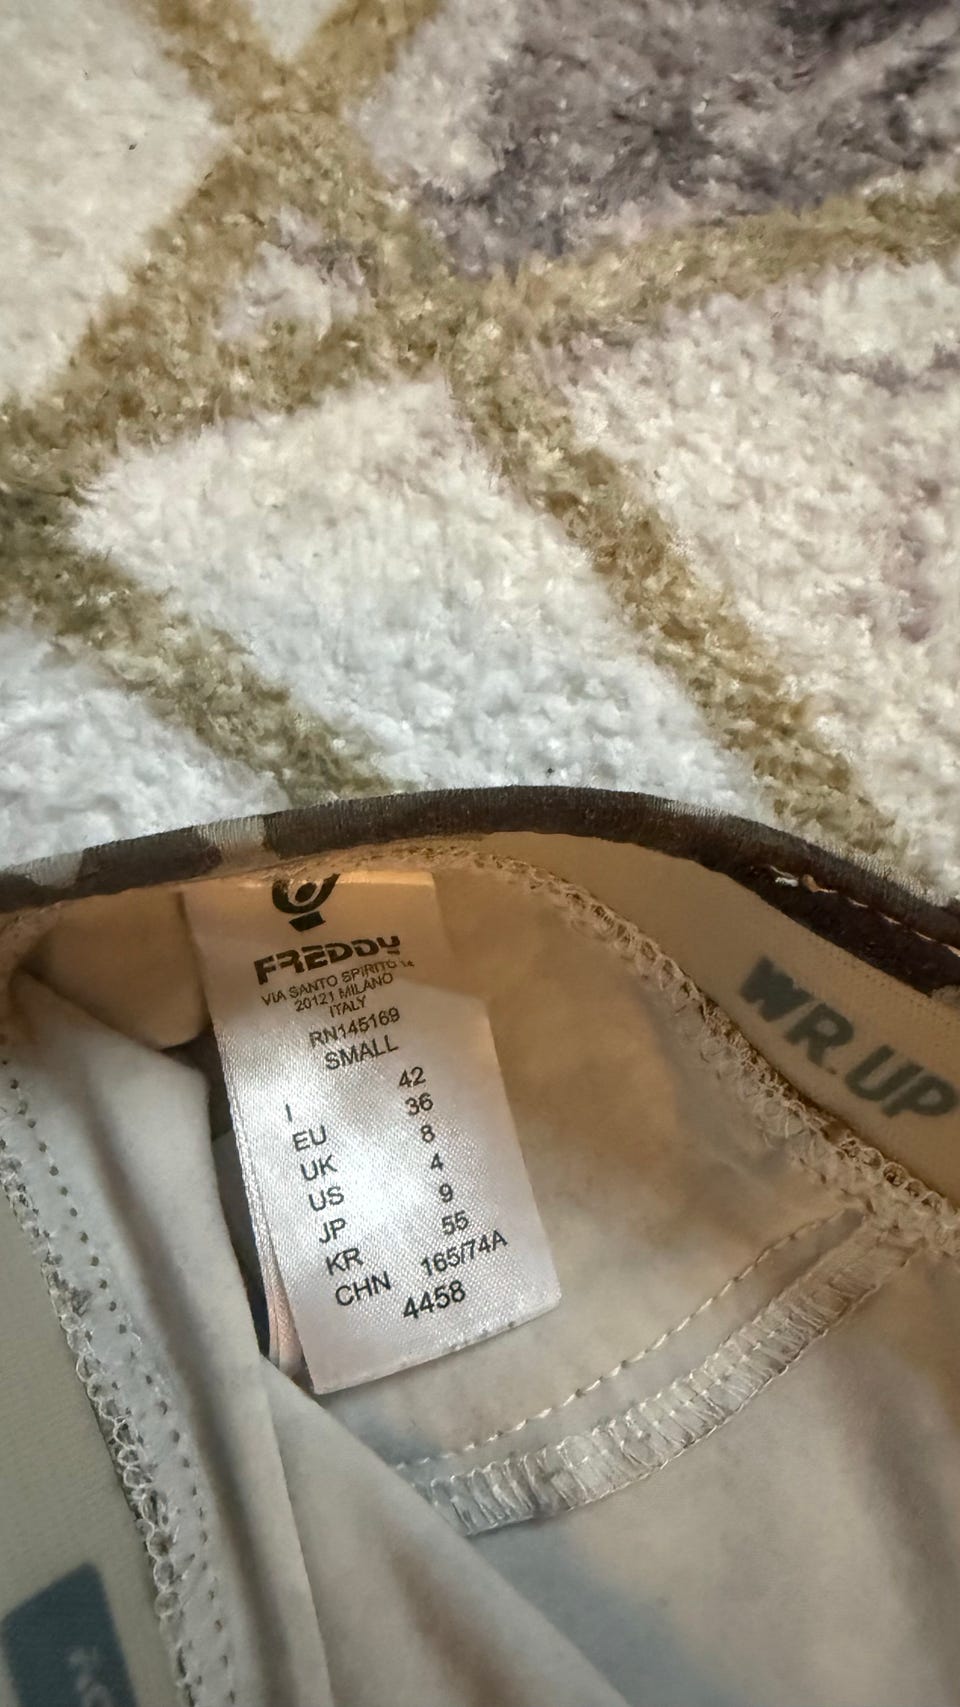 FREDDY
VIA SANTO SPIRITO 14
20121 MILANO
ITALY
RN145169
SMALL
I 42
EU 36
UK 8
US 4
JP 9
KR 55
CHN 165/74A
4458
WR.UP